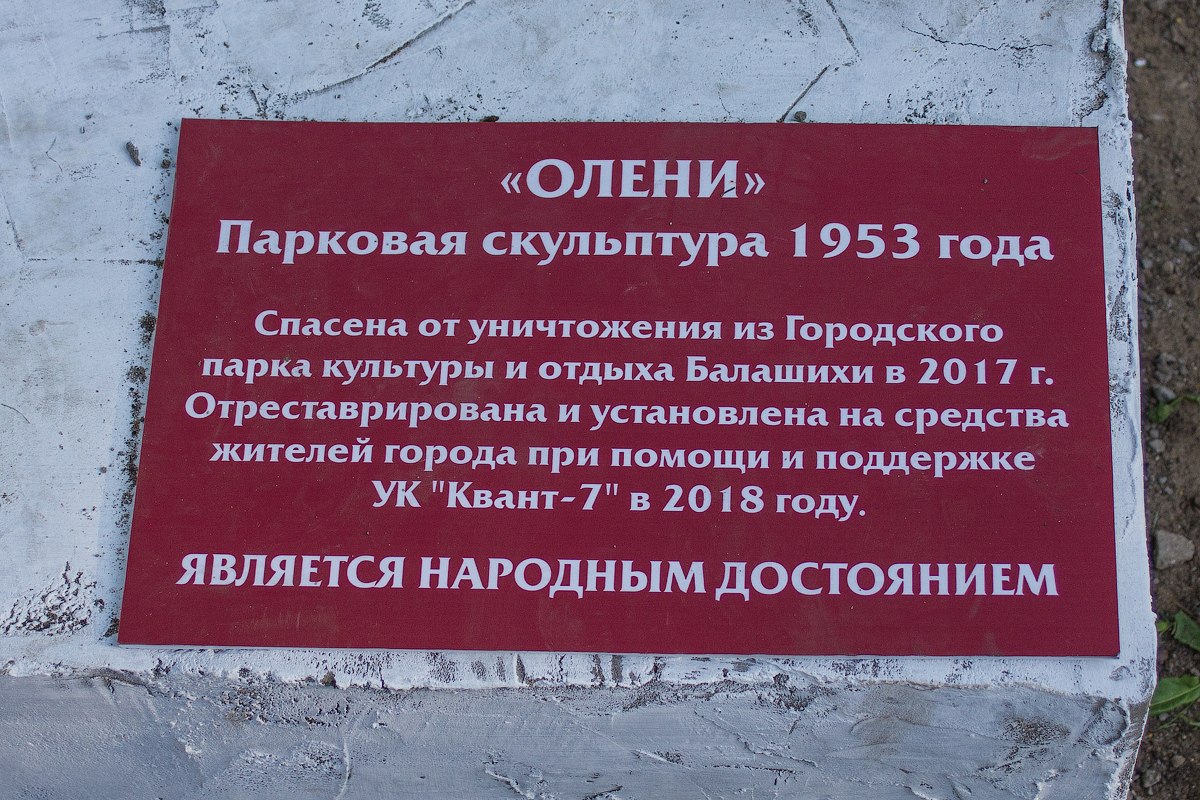 «ОЛЕНИ»
Парковая скульптура 1953 года
Спасена от уничтожения из Городского
парка культуры и отдыха Балашихи в 2017 г.
Отреставрирована и установлена на средства
жителей города при помощи и поддержке
УК "Квант-7" в 2018 году.
ЯВЛЯЕТСЯ НАРОДНЫМ ДОСТОЯНИЕМ